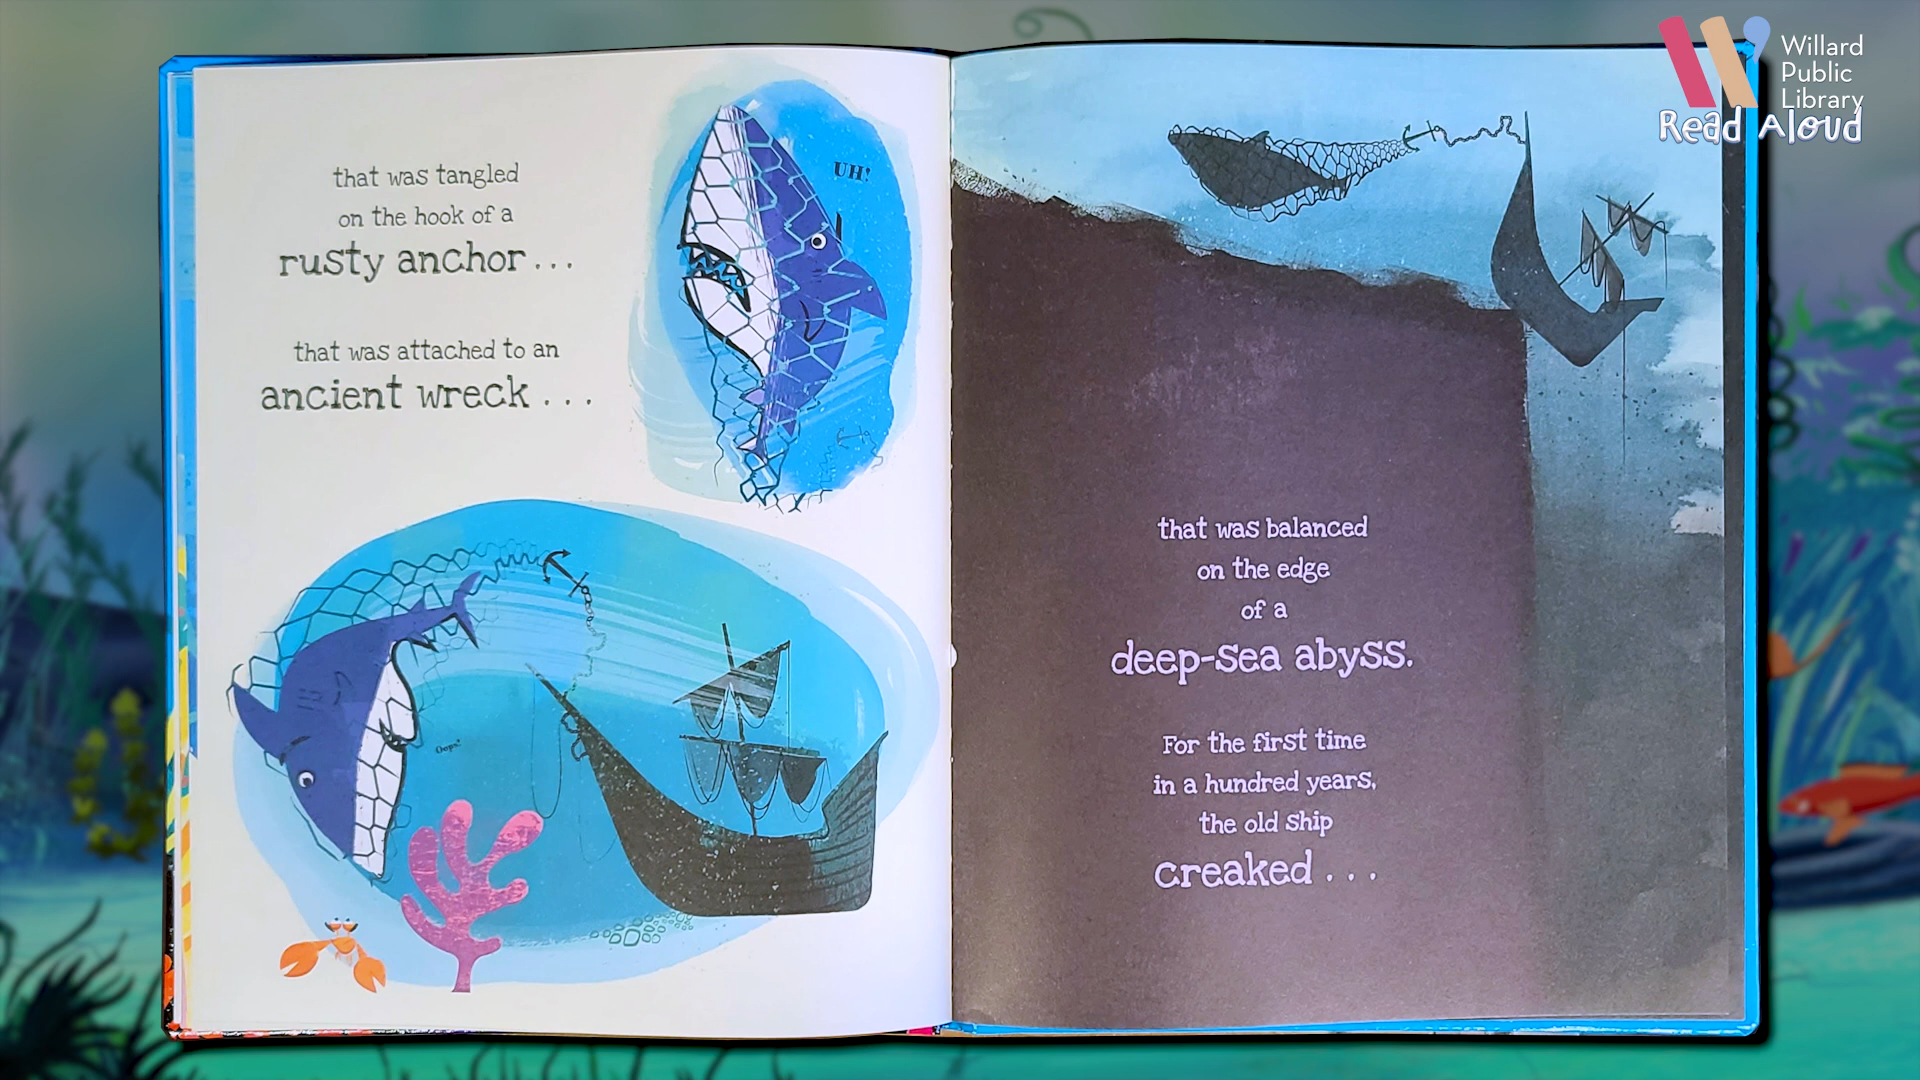 that was tangled
on the hook of a
rusty anchor...
that was attached to an
ancient wreck...
UH!
Oops!
that was balanced
on the edge
of a
deep-sea abyss.
For the first time
in a hundred years,
the old ship
creaked...
Willard
Public
Library
Read Aloud